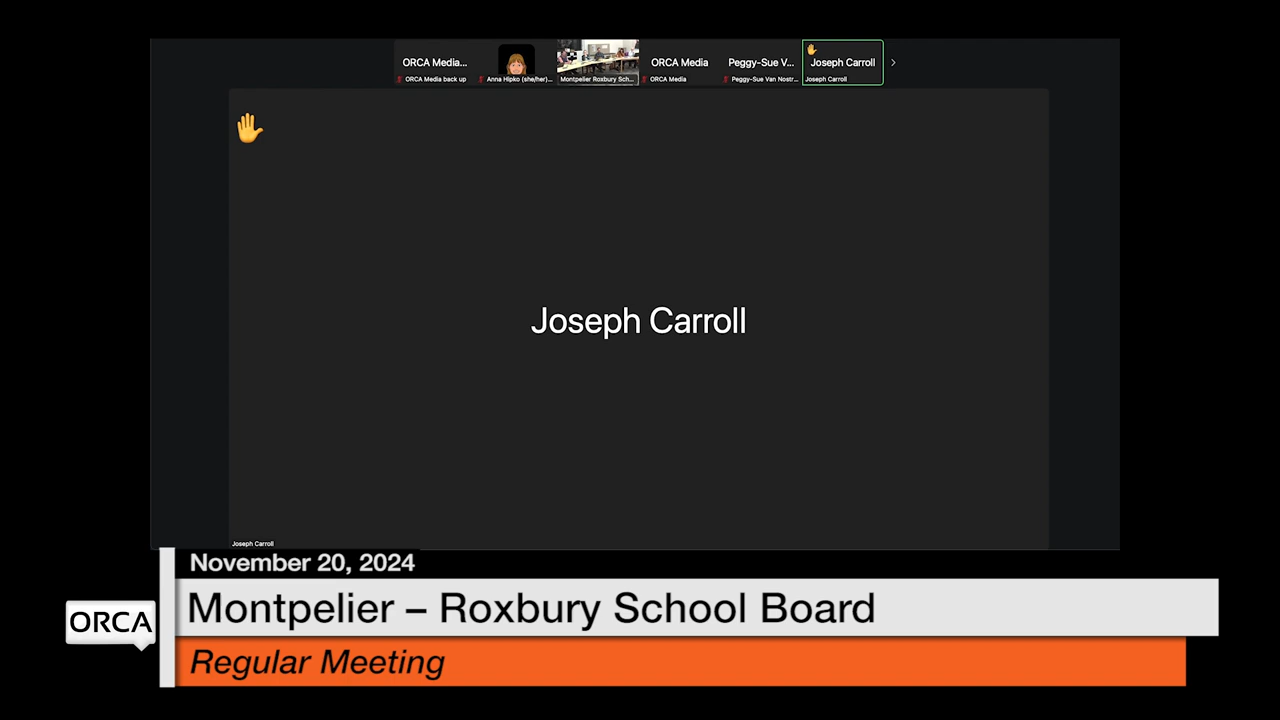 ORCA Media...
ORCA Media back up
Anna Hipko (she/her)...
Montpelier Roxbury Sch...
ORCA Media
ORCA Media
Peggy-Sue V...
Peggy-Sue Van Nostr...
Joseph Carroll
Joseph Carroll
Joseph Carroll
Joseph Carroll
November 20, 2024
ORCA
Montpelier – Roxbury School Board
Regular Meeting